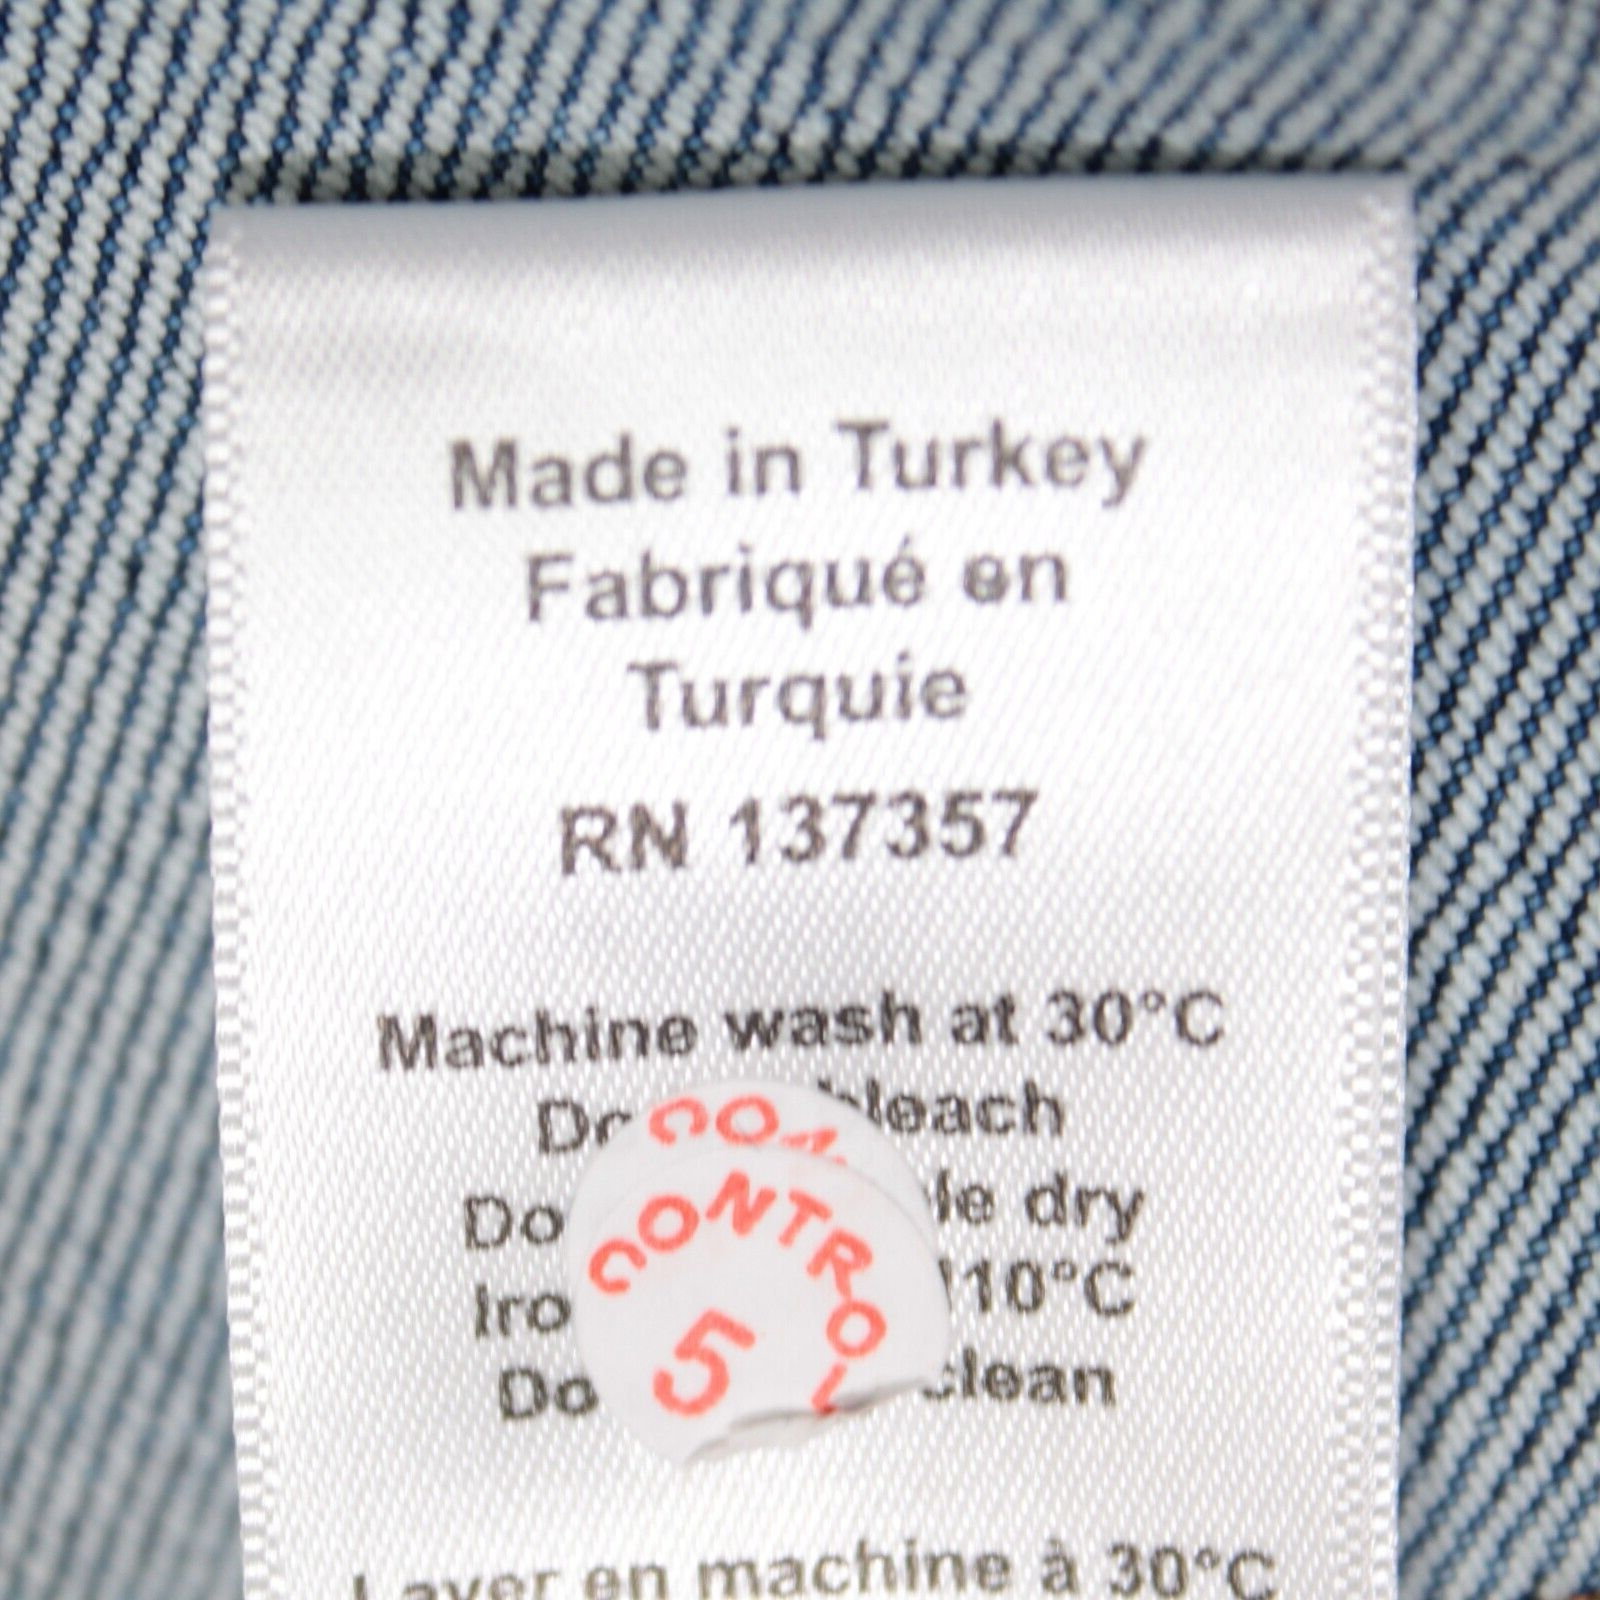 Made in Turkey
Fabriqué en
Turquie
RN 137357
Machine wash at 30°C
Do bleach
Do dry
110°C
Do clean
CONTROL
5
Laver en machine à 30°C